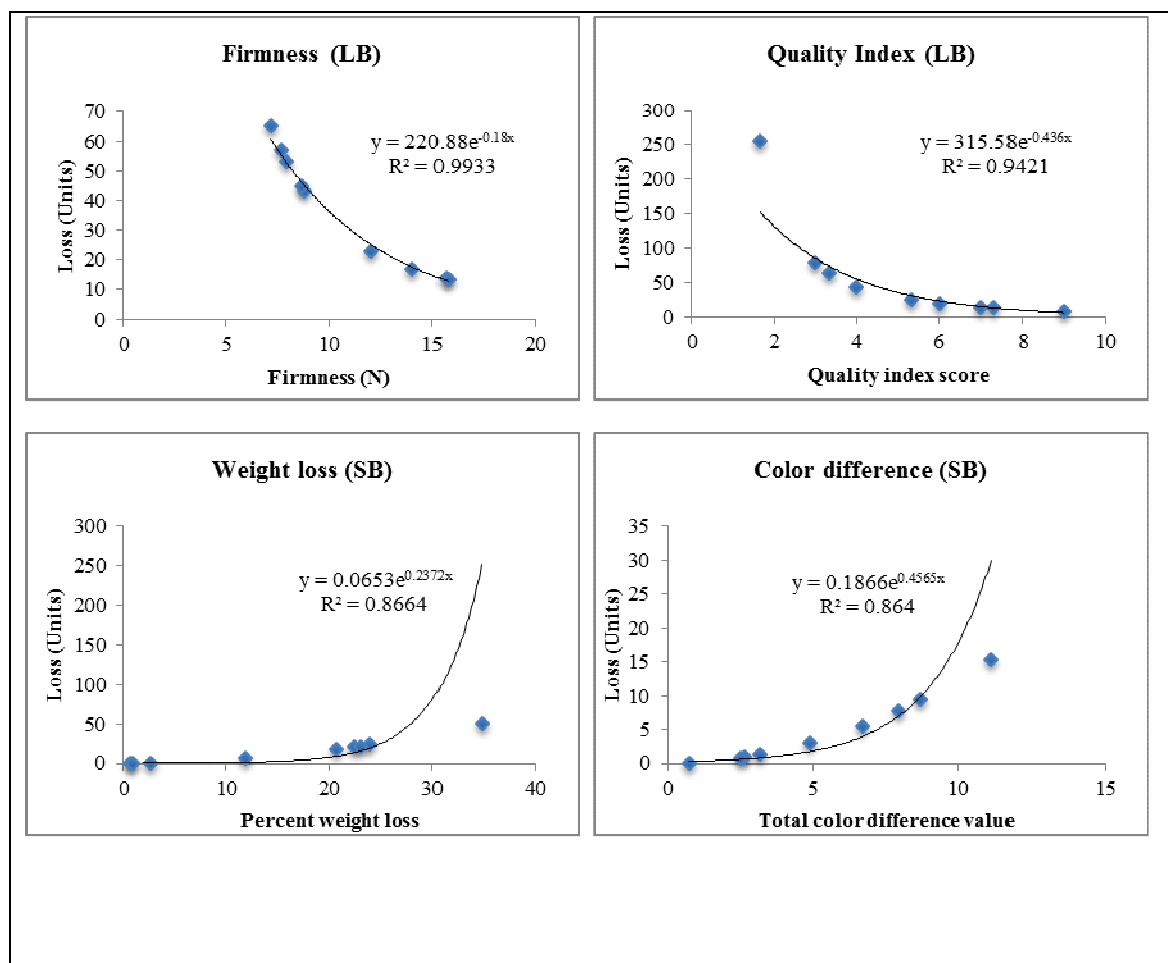 Firmness (LB)
70
60
50
40
30
20
10
0
Loss (Units)
y = 220.88e^-0.18x
R² = 0.9933
0 5 10 15 20
Firmness (N)
Quality Index (LB)
300
250
200
150
100
50
0
Loss (Units)
y = 315.58e^-0.436x
R² = 0.9421
0 2 4 6 8 10
Quality index score
Weight loss (SB)
300
250
200
150
100
50
0
Loss (Units)
y = 0.0653e^0.2372x
R² = 0.8664
0 10 20 30 40
Percent weight loss
Color difference (SB)
35
30
25
20
15
10
5
0
Loss (Units)
y = 0.1866e^0.4565x
R² = 0.864
0 5 10 15
Total color difference value